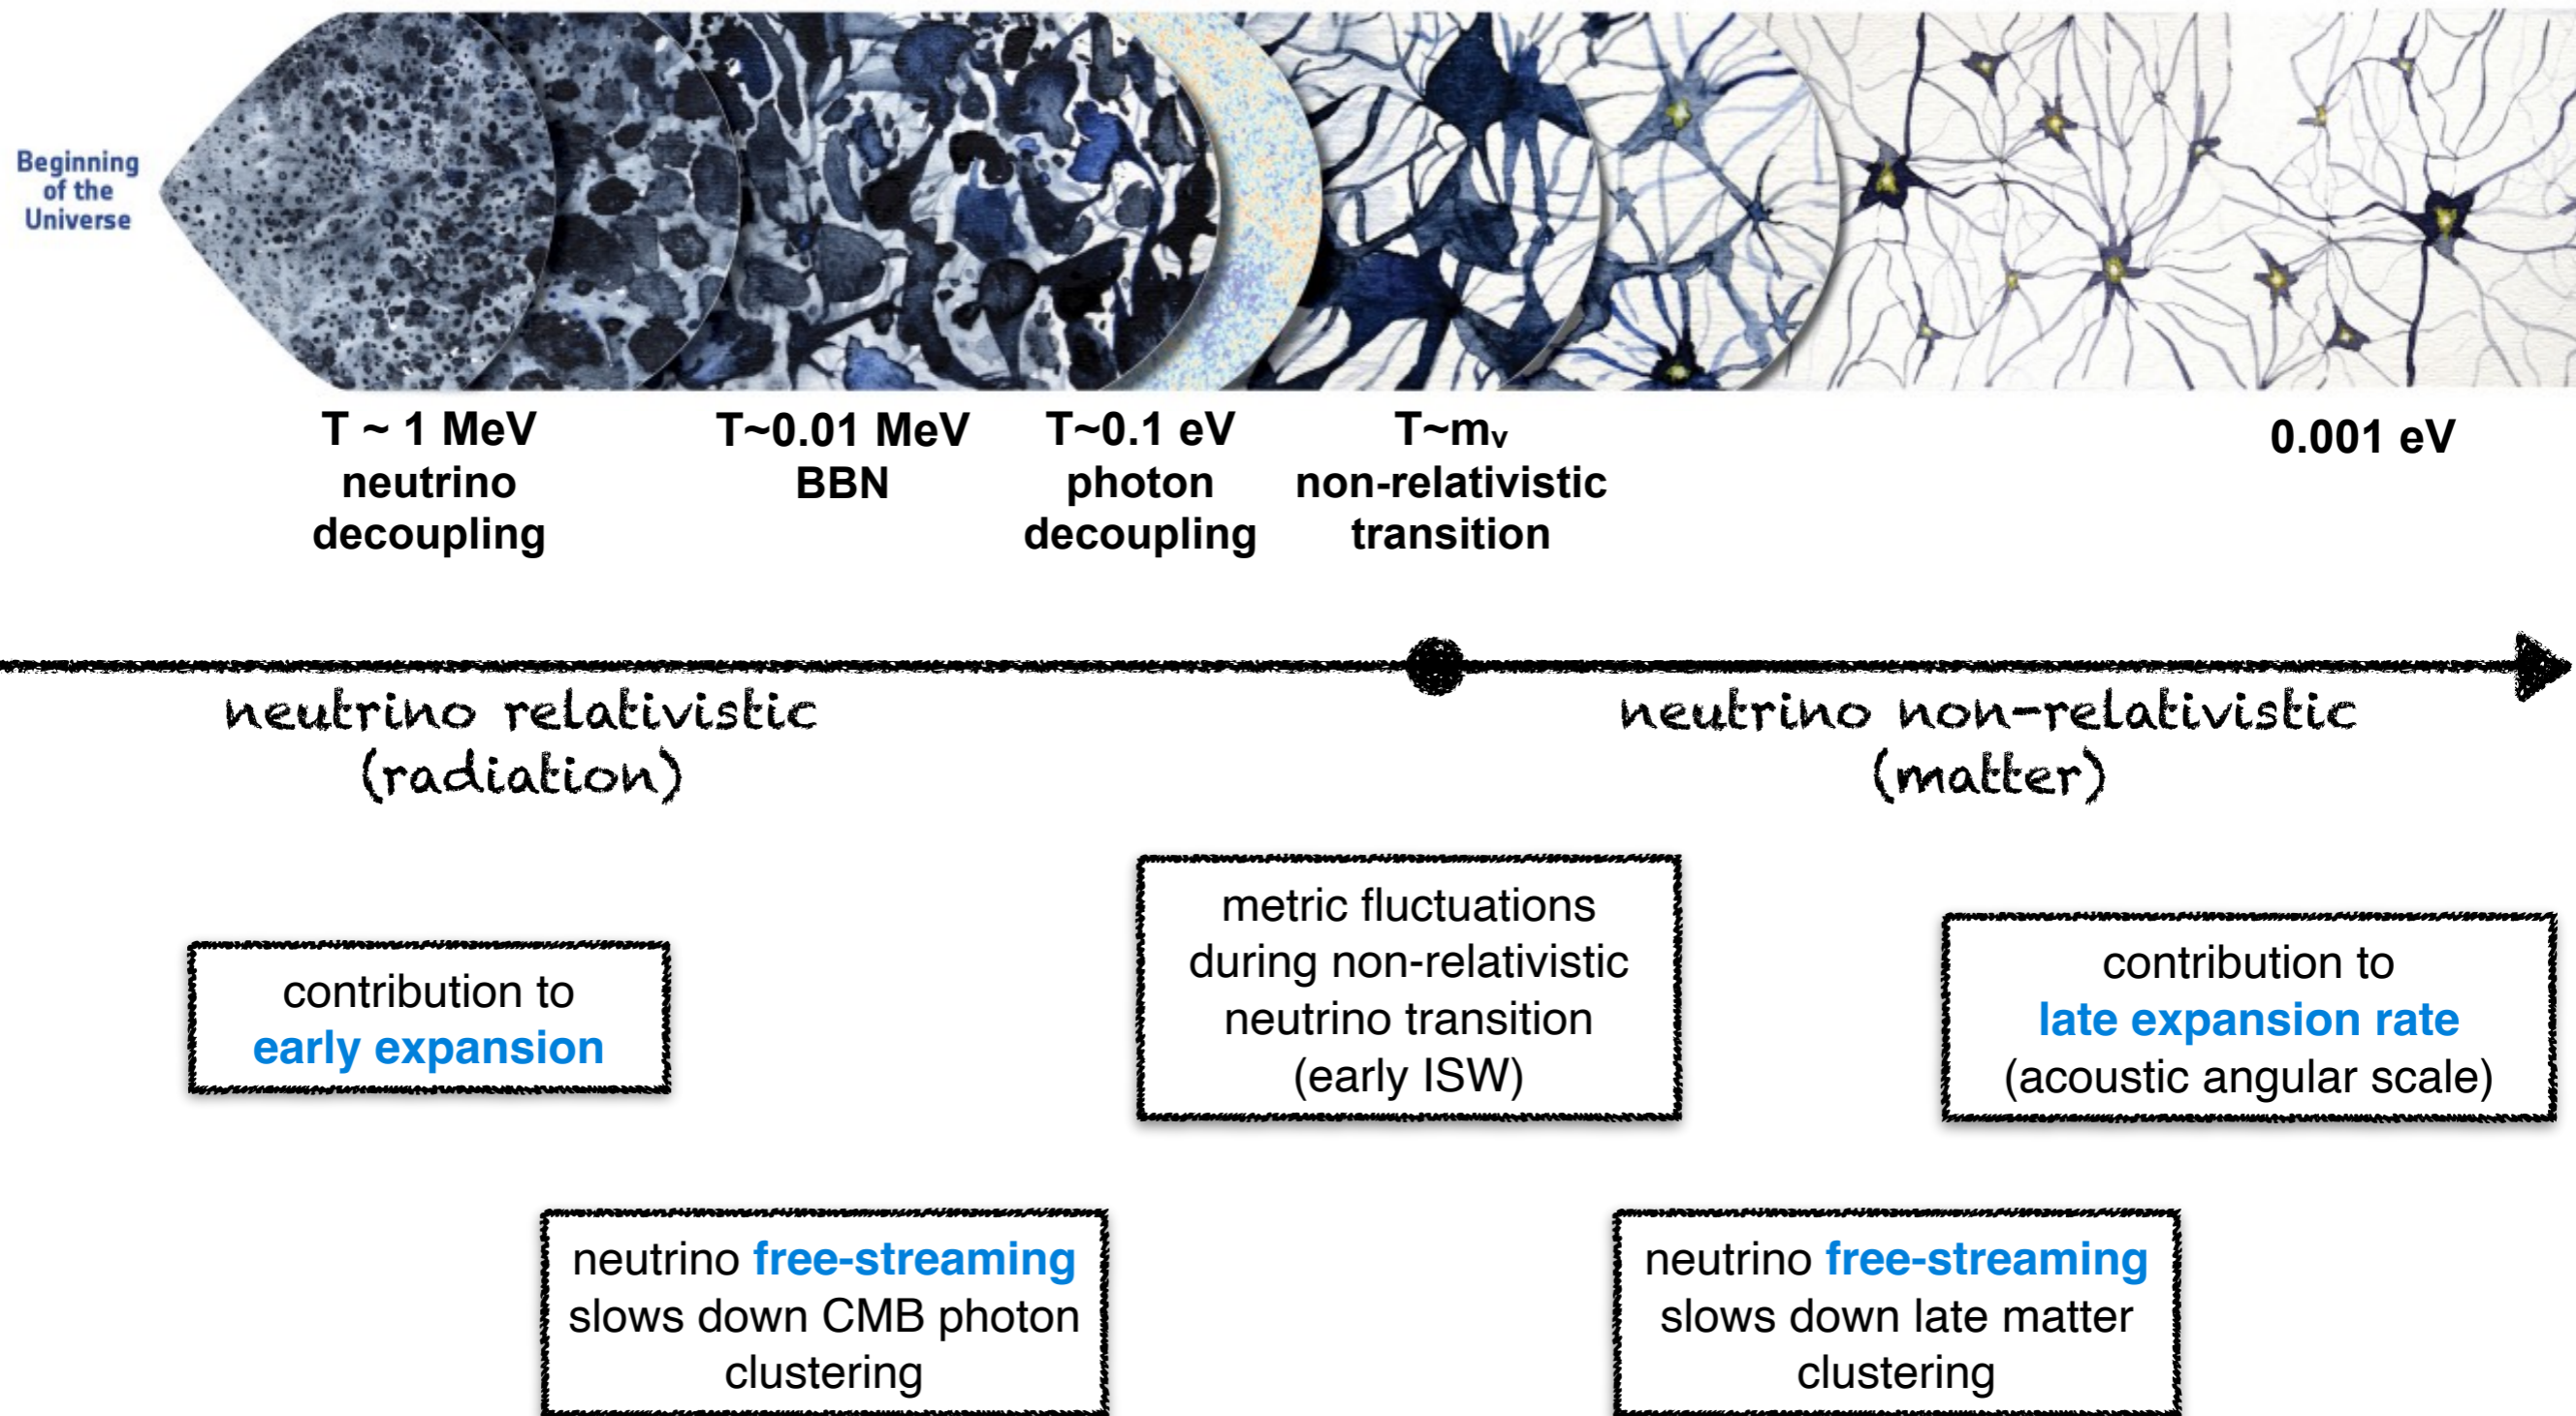 Beginning
of the
Universe
T ~ 1 MeV
neutrino
decoupling
T~0.01 MeV
BBN
T~0.1 eV
photon
decoupling
T~mᵥ
non-relativistic
transition
0.001 eV
neutrino relativistic
(radiation)
neutrino non-relativistic
(matter)
contribution to
early expansion
metric fluctuations
during non-relativistic
neutrino transition
(early ISW)
contribution to
late expansion rate
(acoustic angular scale)
neutrino free-streaming
slows down CMB photon
clustering
neutrino free-streaming
slows down late matter
clustering